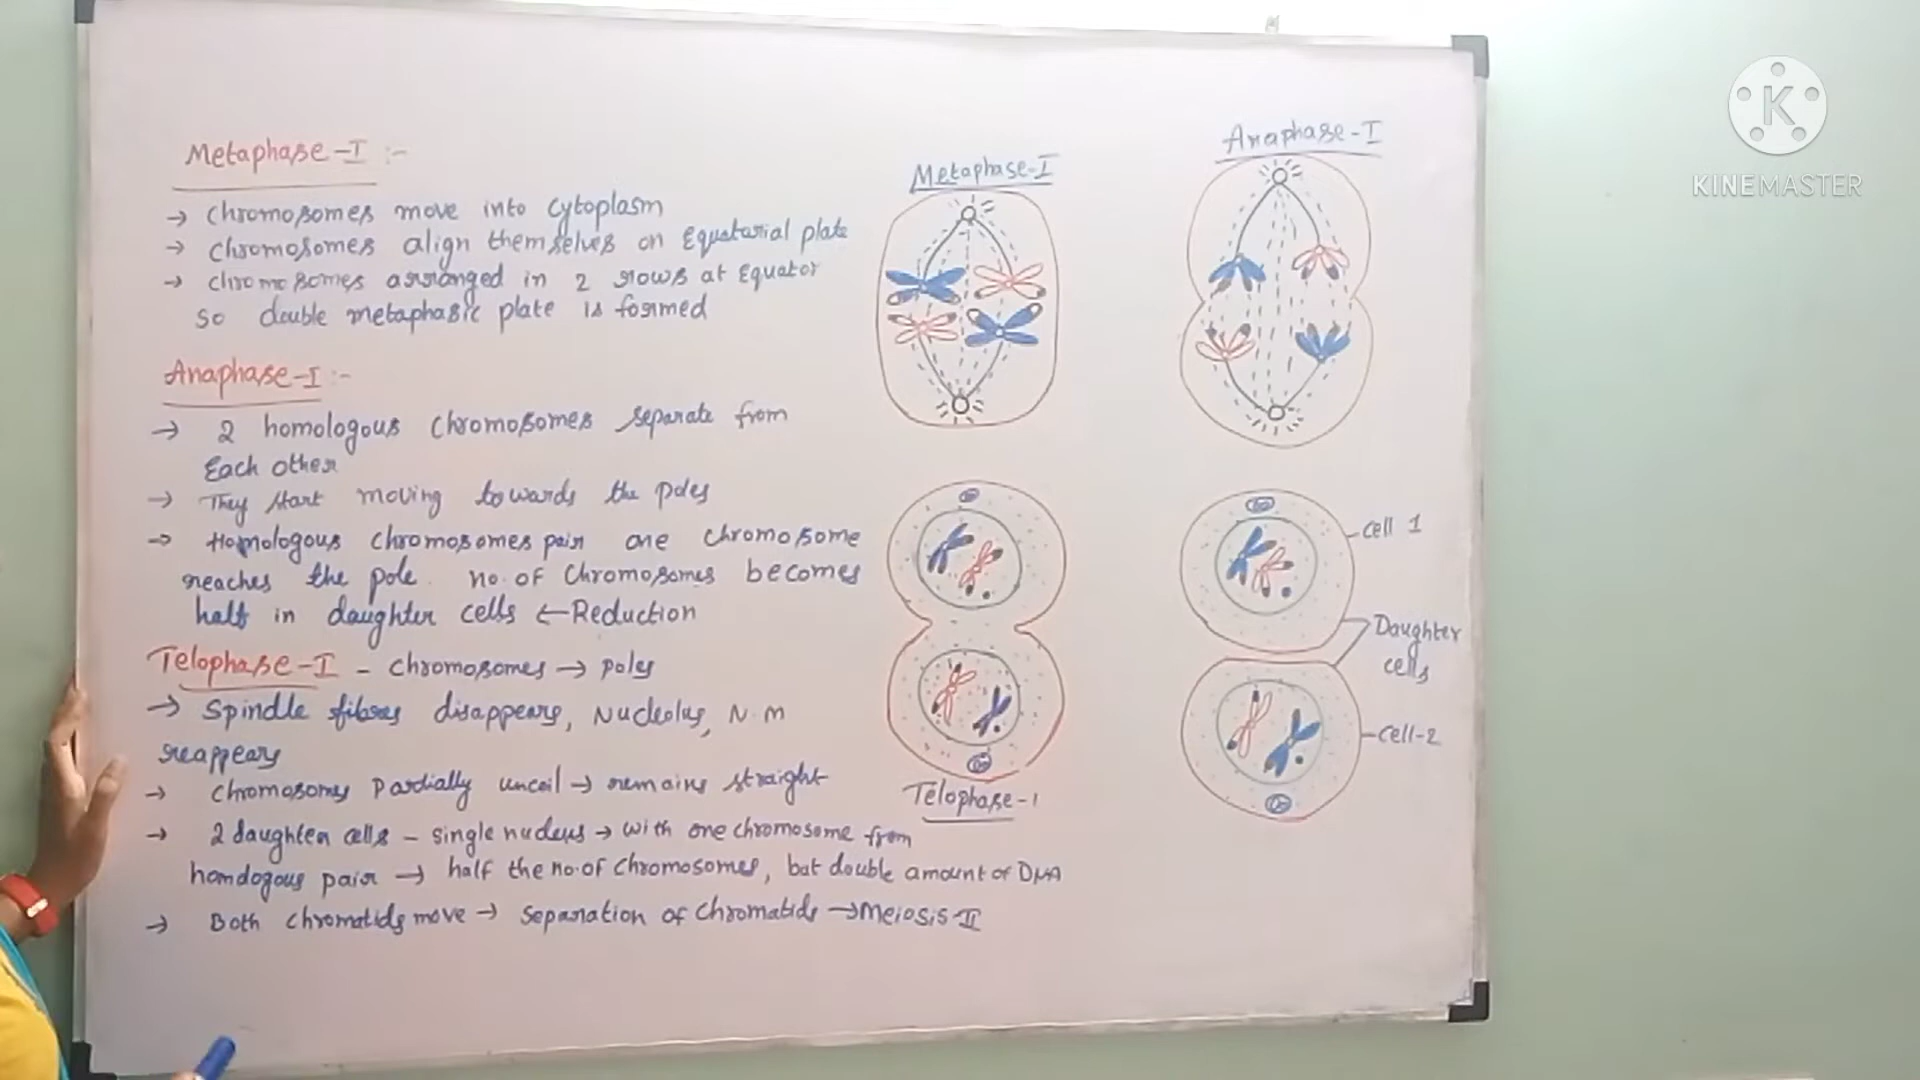 Metaphase-I :-
→ Chromosomes move into cytoplasm
→ Chromosomes align themselves on Equatarial plate
→ Chromosomes arranged in 2 rows at Equator
so double metaphasic plate is formed
Anaphase-I :-
→ 2 homologous chromosomes separate from
Each other
→ They start moving towards the poles
→ Homologous chromosomes pair one chromosome
reaches the pole. no. of chromosomes becomes
half in daughter cells ← Reduction
Telophase-I - Chromosomes → poles
→ Spindle fibres disappears, Nucleolus, N.M
reappears
→ Chromosomes Partially uncoil → remains straight
→ 2 daughter cells - single nucleus → with one chromosome from
homologous pair → half the no. of chromosomes, but double amount of DNA
→ Both chromatids move → Separation of Chromatids → Meiosis-II
Metaphase-I
Anaphase-I
Telophase-1
Cell 1
Daughter
cells
Cell-2
K
KINEMASTER